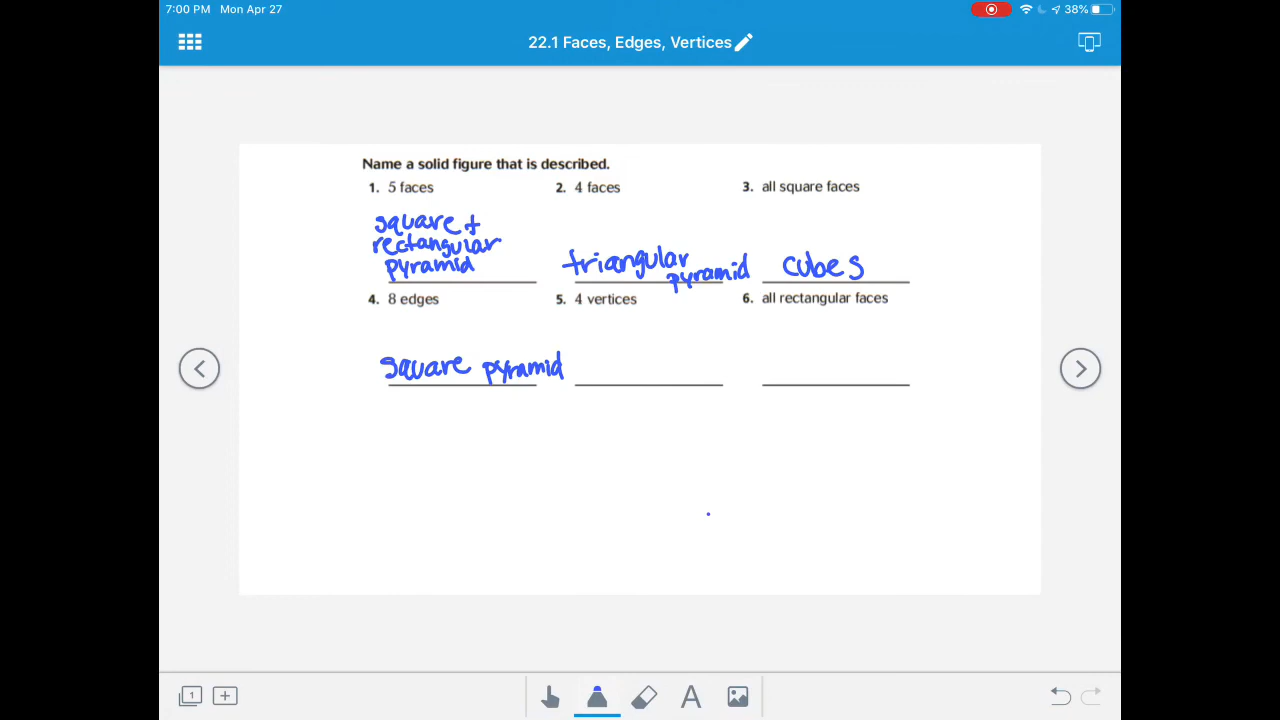 7:00 PM Mon Apr 27
38%
22.1 Faces, Edges, Vertices
Name a solid figure that is described.
1. 5 faces
2. 4 faces
3. all square faces
square +
rectangular
pyramid
triangular
pyramid
cubes
4. 8 edges
5. 4 vertices
6. all rectangular faces
square pyramid
1
A